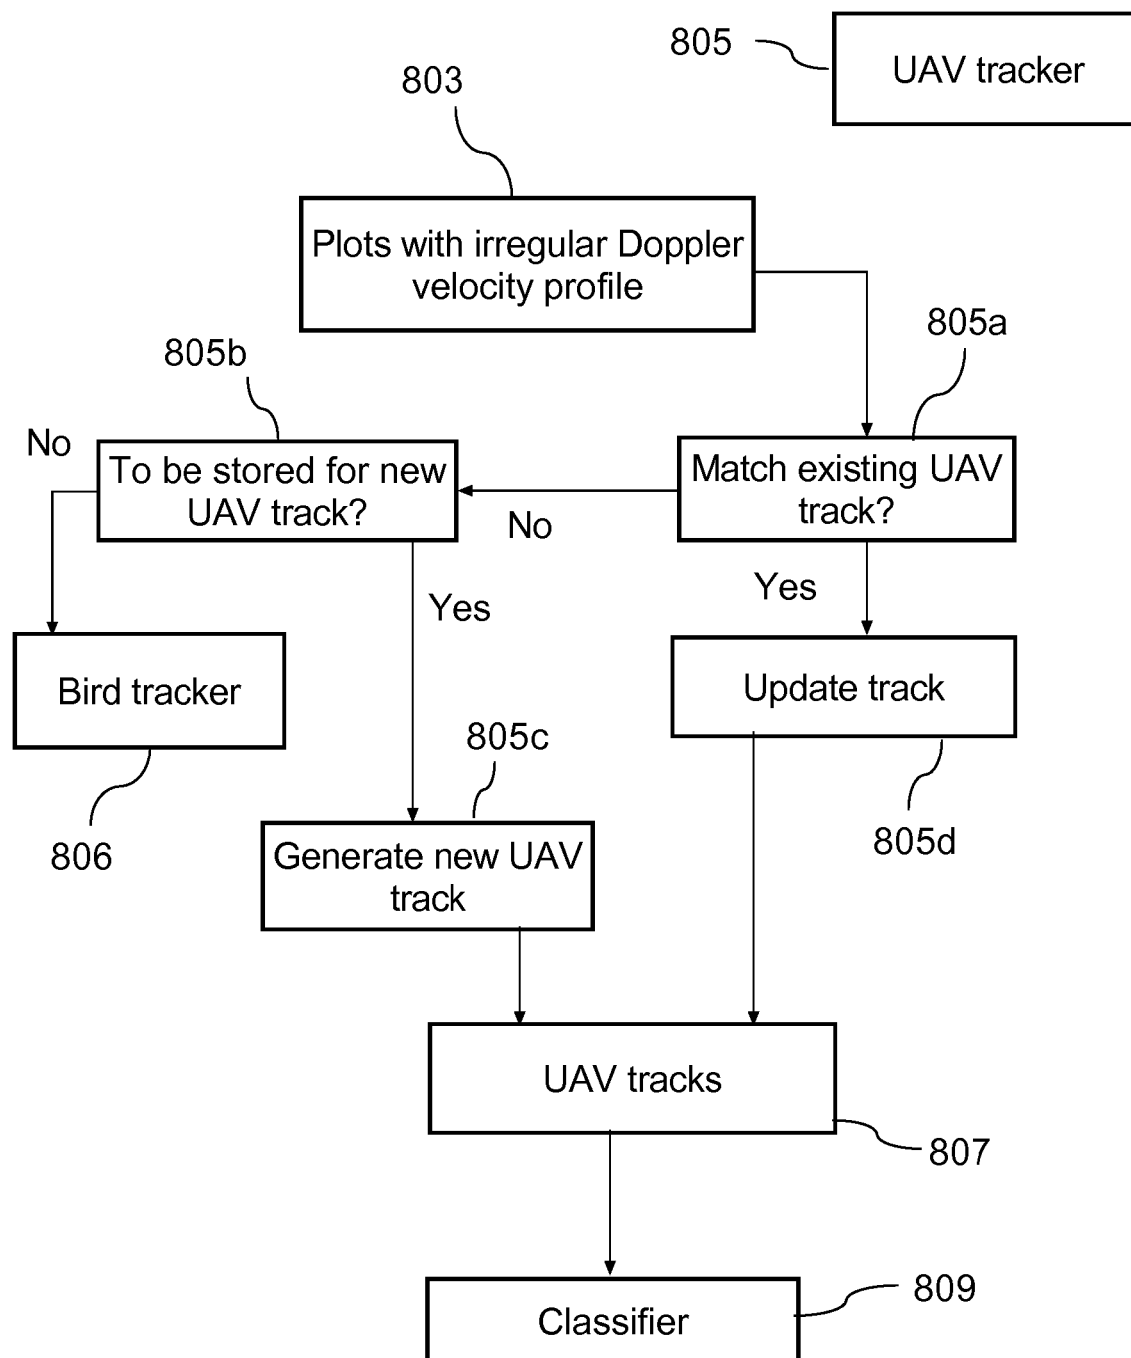 805
UAV tracker
803
Plots with irregular Doppler
velocity profile
805a
805b
No
To be stored for new
UAV track?
No
Match existing UAV
track?
Yes
Yes
Bird tracker
Update track
806
805c
805d
Generate new UAV
track
UAV tracks
807
809
Classifier